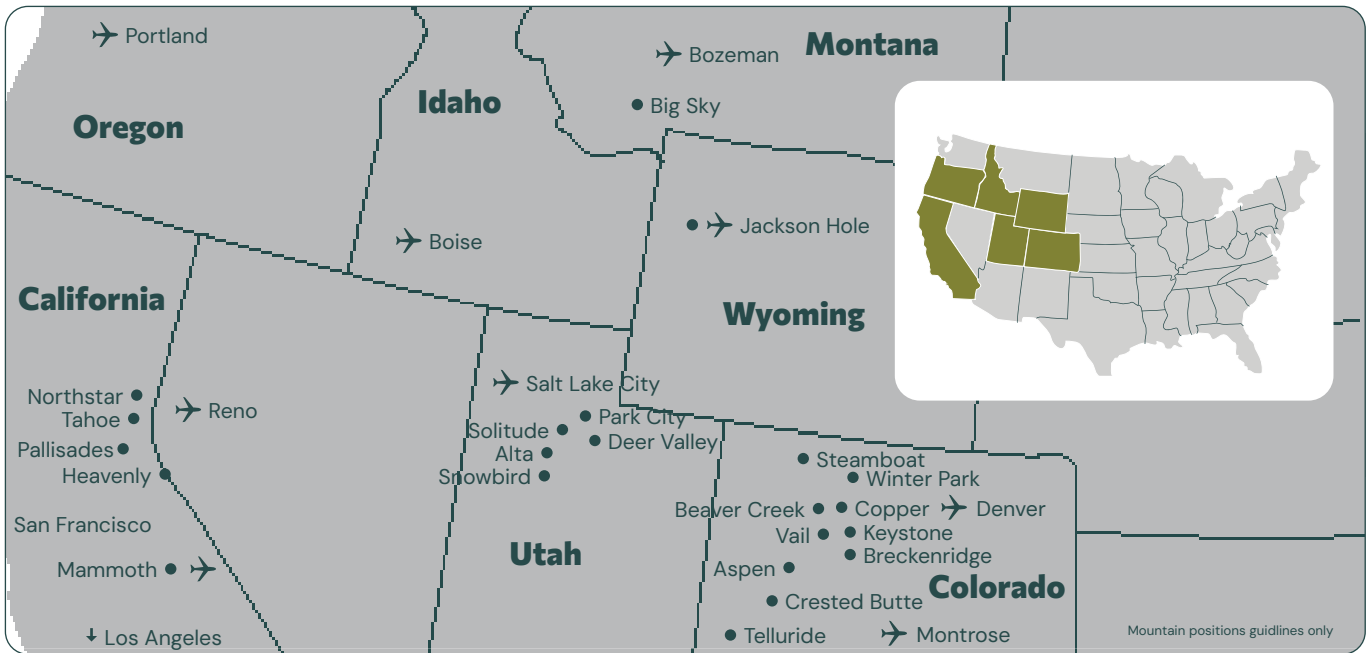 Portland
Bozeman
Montana
Idaho
Big Sky
Oregon
Jackson Hole
Boise
California
Wyoming
Salt Lake City
Northstar
Reno
Tahoe
Park City
Solitude
Deer Valley
Pallisades
Alta
Steamboat
Heavenly
Snowbird
Winter Park
Beaver Creek
Copper
Denver
San Francisco
Vail
Keystone
Utah
Breckenridge
Mammoth
Aspen
Colorado
Crested Butte
Mountain positions guidlines only
Los Angeles
Telluride
Montrose